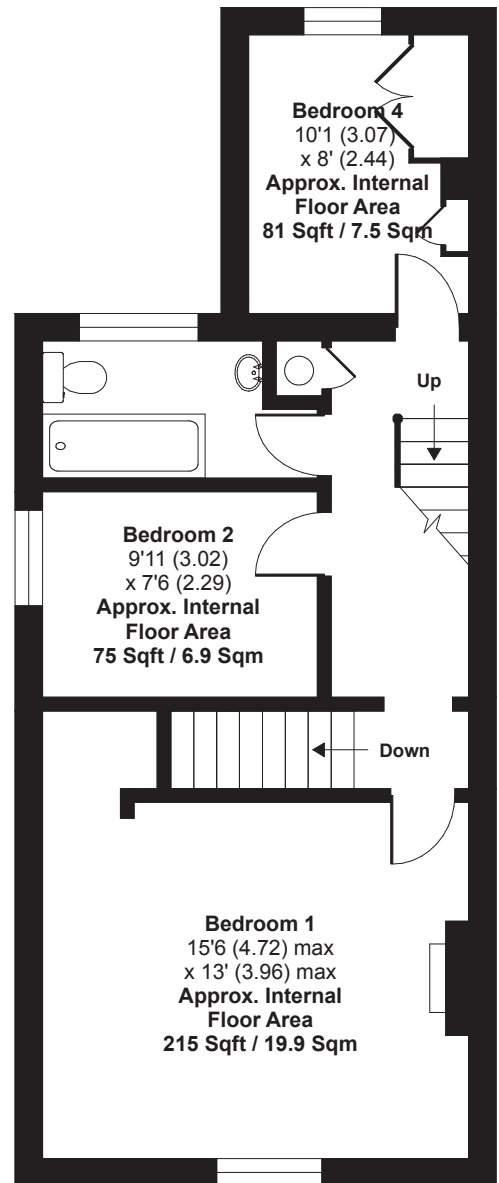 Bedroom 4
10'1 (3.07)
x 8' (2.44)
Approx. Internal
Floor Area
81 Sqft / 7.5 Sqm
Up
Bedroom 2
9'11 (3.02)
x 7'6 (2.29)
Approx. Internal
Floor Area
75 Sqft / 6.9 Sqm
Down
Bedroom 1
15'6 (4.72) max
x 13' (3.96) max
Approx. Internal
Floor Area
215 Sqft / 19.9 Sqm